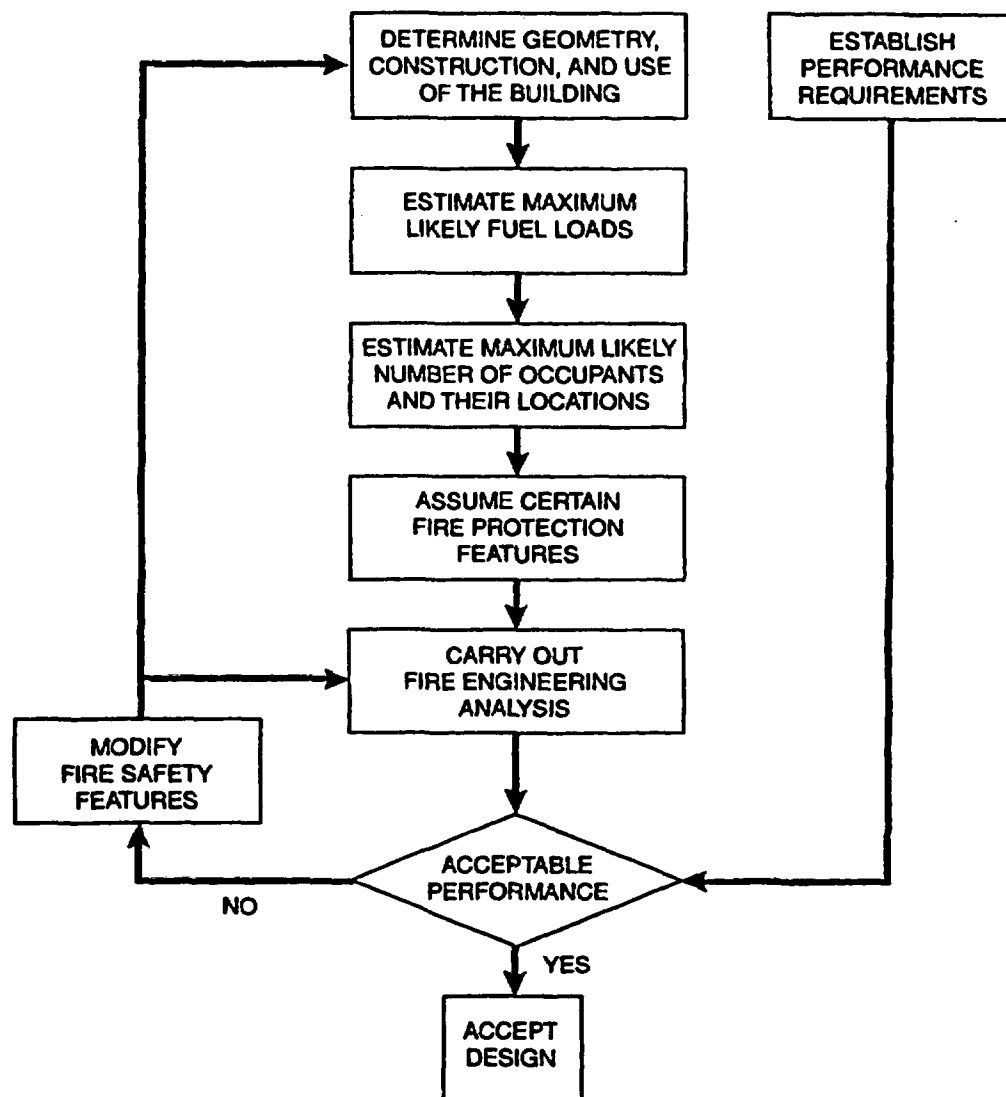 DETERMINE GEOMETRY,
CONSTRUCTION, AND USE
OF THE BUILDING
ESTABLISH
PERFORMANCE
REQUIREMENTS
ESTIMATE MAXIMUM
LIKELY FUEL LOADS
ESTIMATE MAXIMUM LIKELY
NUMBER OF OCCUPANTS
AND THEIR LOCATIONS
ASSUME CERTAIN
FIRE PROTECTION
FEATURES
CARRY OUT
FIRE ENGINEERING
ANALYSIS
MODIFY
FIRE SAFETY
FEATURES
ACCEPTABLE
PERFORMANCE
NO
YES
ACCEPT
DESIGN